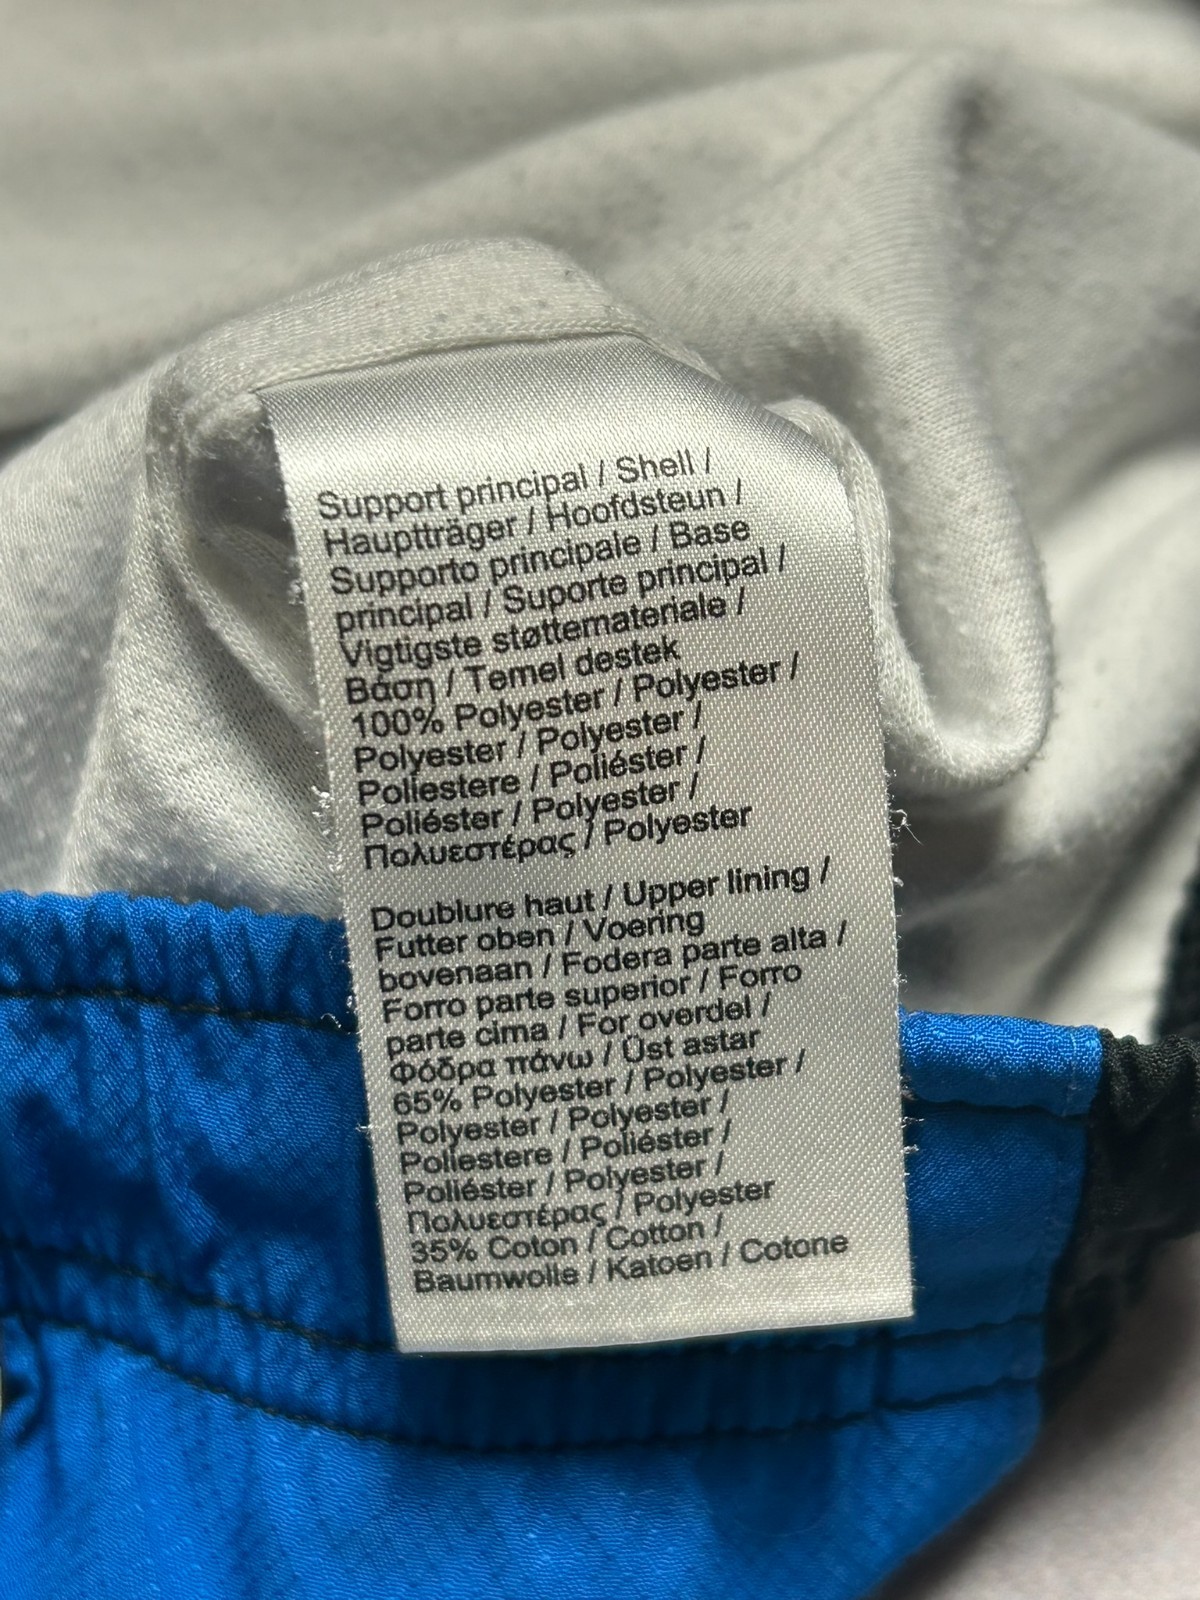 Support principal / Shell /
Hauptträger / Hoofdsteun /
Supporto principale / Base
principal / Suporte principal /
Vigtigste støttemateriale /
Βάση / Temel destek
100% Polyester / Polyester /
Polyester / Polyester /
Poliestere / Poliéster /
Poliéster / Polyester /
Πολυεστέρας / Polyester
Doublure haut / Upper lining /
Futter oben / Voering
bovenaan / Fodera parte alta /
Forro parte superior / Forro
parte cima / For overdel /
Φόδρα πάνω / Üst astar
65% Polyester / Polyester /
Polyester / Polyester /
Poliestere / Poliéster /
Poliéster / Polyester /
Πολυεστέρας / Polyester
35% Coton / Cotton /
Baumwolle / Katoen / Cotone